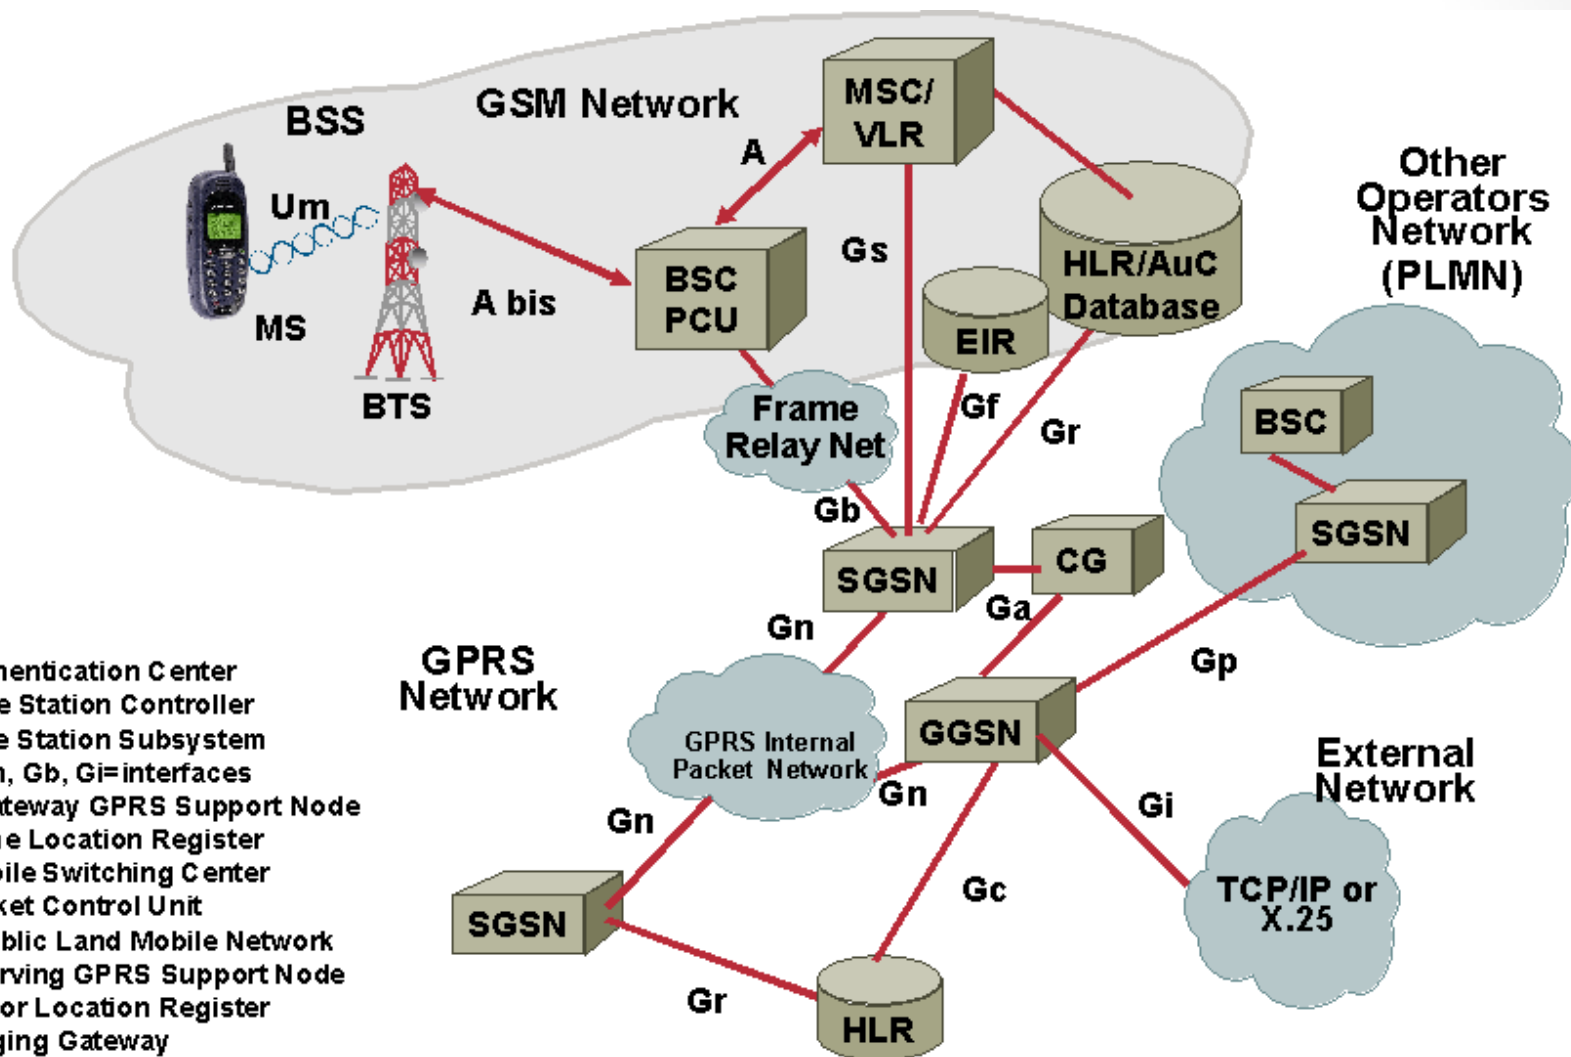 BSS
GSM Network
MSC/
VLR
A
Um
MS
BTS
A bis
BSC
PCU
Gs
EIR
HLR/AuC
Database
Other
Operators
Network
(PLMN)
Frame
Relay Net
Gf
Gr
Gb
BSC
SGSN
SGSN
CG
Ga
Gn
Gp
GPRS
Network
GPRS Internal
Packet Network
GGSN
Gn
Gn
Gi
External
Network
TCP/IP or
X.25
Gc
SGSN
Gr
HLR
hentication Center
e Station Controller
e Station Subsystem
n, Gb, Gi=interfaces
ateway GPRS Support Node
ne Location Register
bile Switching Center
ket Control Unit
blic Land Mobile Network
erving GPRS Support Node
or Location Register
ging Gateway